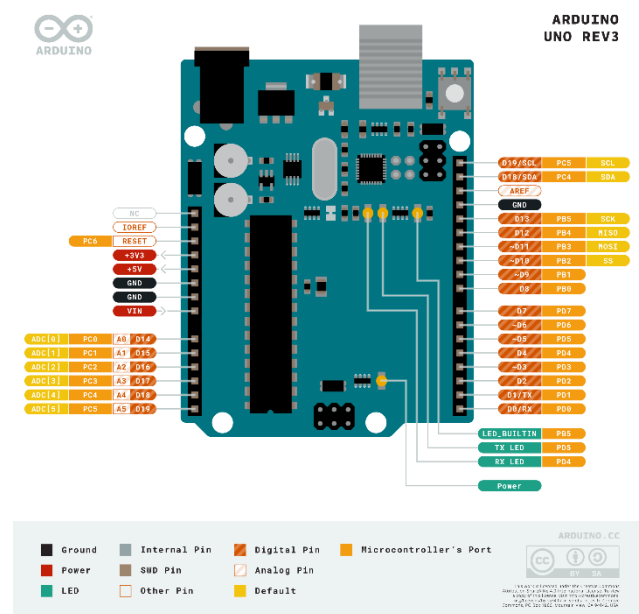 ARDUINO
ARDUINO
UNO REV3
D19/SCL PC5 SCL
D18/SDA PC4 SDA
AREF
GND
D13 PB5 SCK
D12 PB4 MISO
~D11 PB3 MOSI
~D10 PB2 SS
~D9 PB1
D8 PB0
NC
IOREF
PC6 RESET
+3V3
+5V
GND
GND
VIN
D7 PD7
~D6 PD6
~D5 PD5
D4 PD4
~D3 PD3
D2 PD2
D1/TX PD1
D0/RX PD0
ADC[0] PC0 A0 D14
ADC[1] PC1 A1 D15
ADC[2] PC2 A2 D16
ADC[3] PC3 A3 D17
ADC[4] PC4 A4 D18
ADC[5] PC5 A5 D19
LED_BUILTIN PB5
TX LED PD5
RX LED PD4
Power
Ground
Power
LED
Internal Pin
SWD Pin
Other Pin
Digital Pin
Analog Pin
Default
Microcontroller's Port
ARDUINO.CC
CC
BY SA